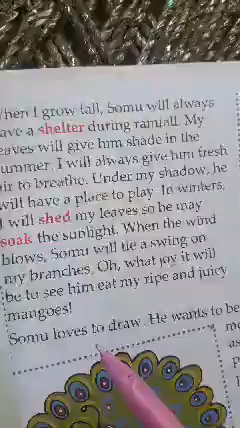 When I grow tall, Somu will always
have a shelter during rainfall. My
leaves will give him shade in the
summer. I will always give him fresh
air to breathe. Under my shadow, he
will have a place to play. In winters,
I will shed my leaves so he may
soak the sunlight. When the wind
blows, Somu will tie a swing on
my branches. Oh, what joy it will
be to see him eat my ripe and juicy
mangoes!
Somu loves to draw. He wants to be